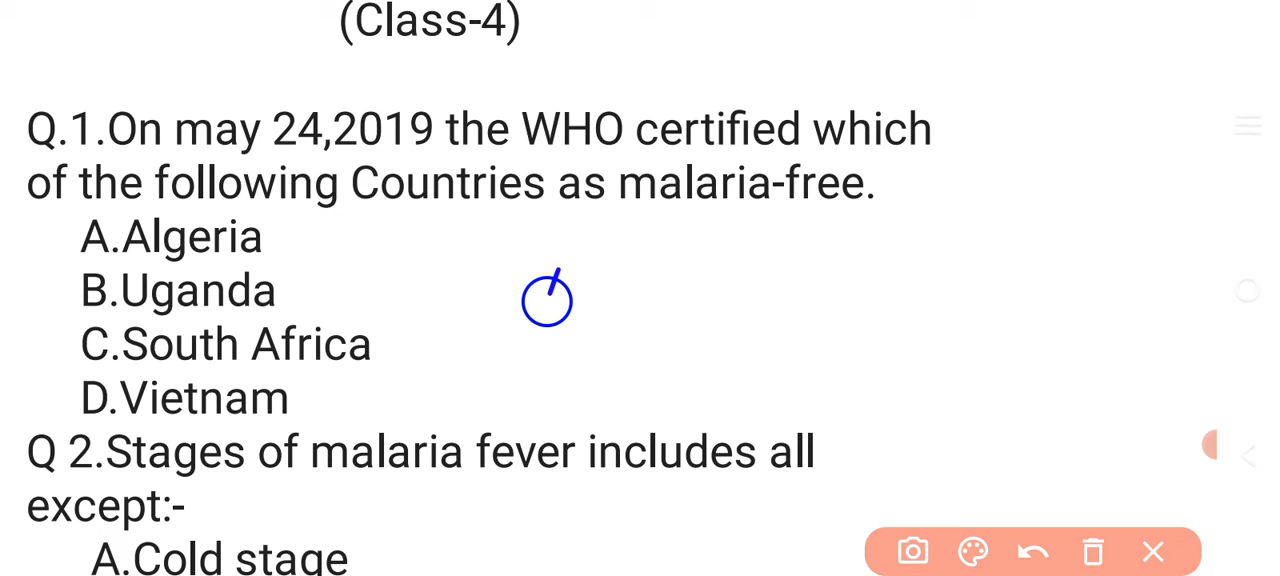 (Class-4)
Q.1.On may 24,2019 the WHO certified which
of the following Countries as malaria-free.
A.Algeria
B.Uganda
C.South Africa
D.Vietnam
Q 2.Stages of malaria fever includes all
except:-
A.Cold stage